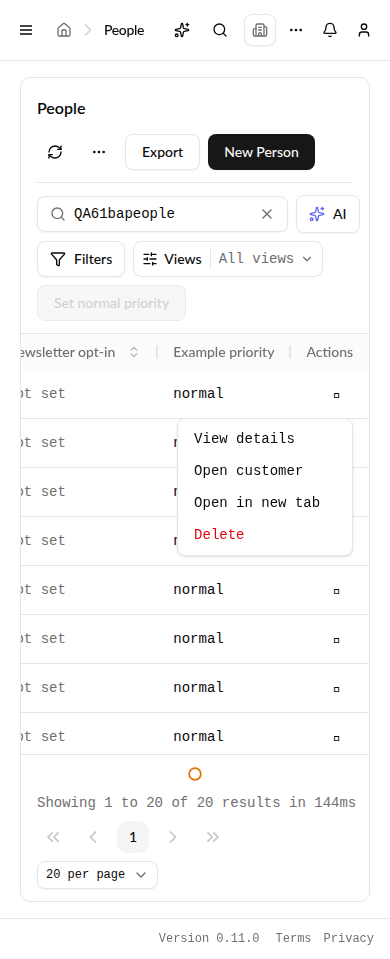 People
People
Export
New Person
QA61bapeople
AI
Filters
Views
All views
Set normal priority
ewsletter opt-in
Example priority
Actions
ot set
normal
ot set
View details
ot set
Open customer
Open in new tab
ot set
Delete
ot set
normal
ot set
normal
ot set
normal
ot set
normal
Showing 1 to 20 of 20 results in 144ms
1
20 per page
Version 0.11.0
Terms
Privacy